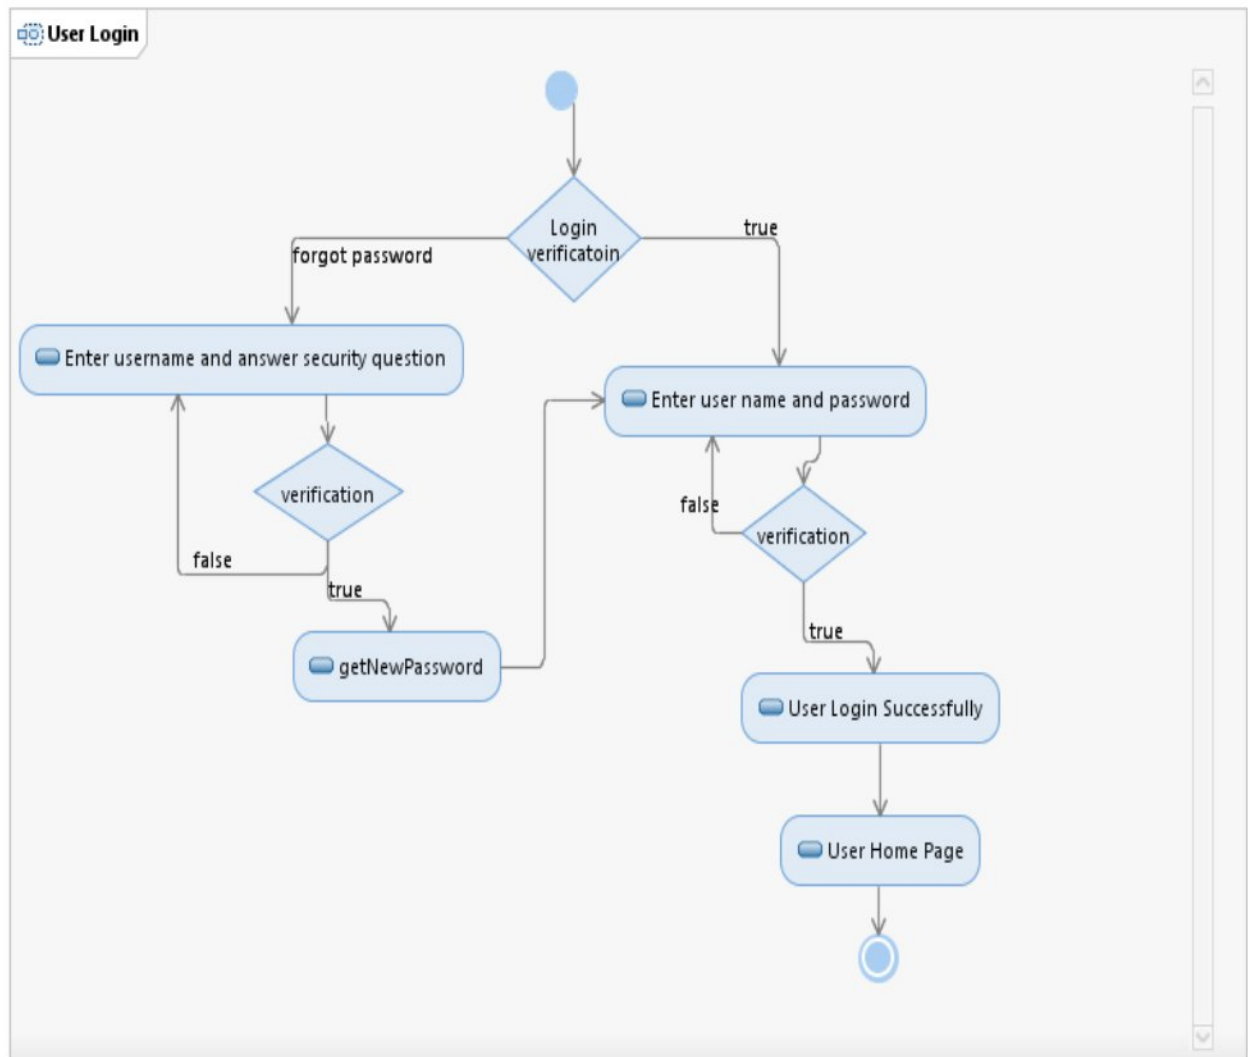 User Login
Login
verificatoin
true
forgot password
Enter username and answer security question
Enter user name and password
verification
false
verification
false
true
getNewPassword
true
User Login Successfully
User Home Page